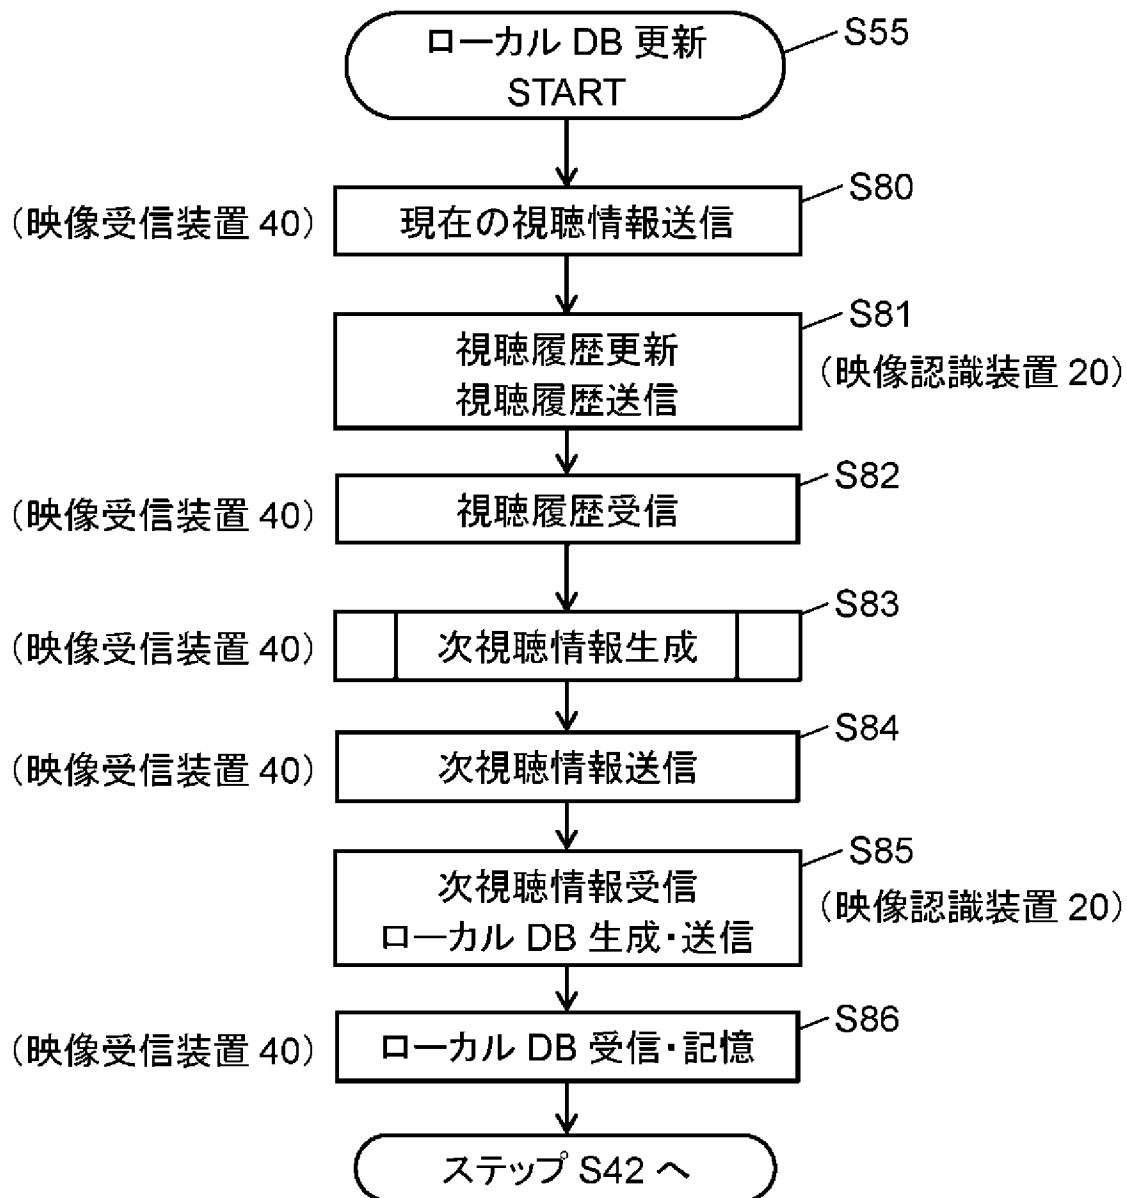 ローカル DB 更新
START
S55
S80
(映像受信装置 40)
現在の視聴情報送信
S81
視聴履歴更新
視聴履歴送信
(映像認識装置 20)
S82
(映像受信装置 40)
視聴履歴受信
S83
(映像受信装置 40)
次視聴情報生成
S84
(映像受信装置 40)
次視聴情報送信
S85
次視聴情報受信
ローカル DB 生成・送信
(映像認識装置 20)
S86
(映像受信装置 40)
ローカル DB 受信・記憶
ステップ S42 へ